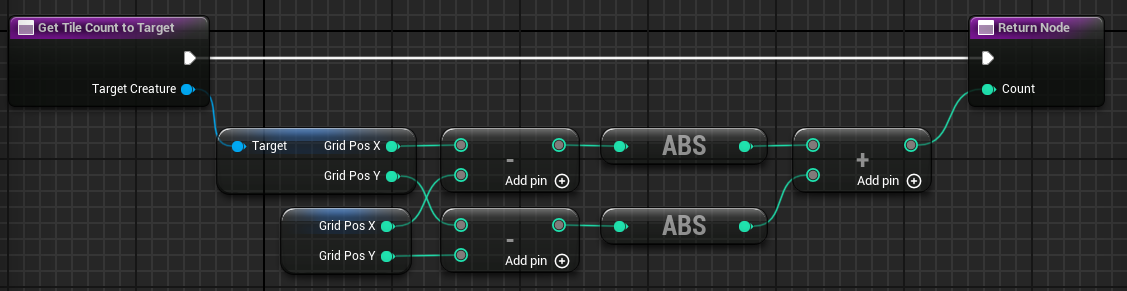 Get Tile Count to Target
Return Node
Target Creature
Count
Target Grid Pos X
Grid Pos Y
-
Add pin
ABS
+
Add pin
Grid Pos X
Grid Pos Y
-
Add pin
ABS